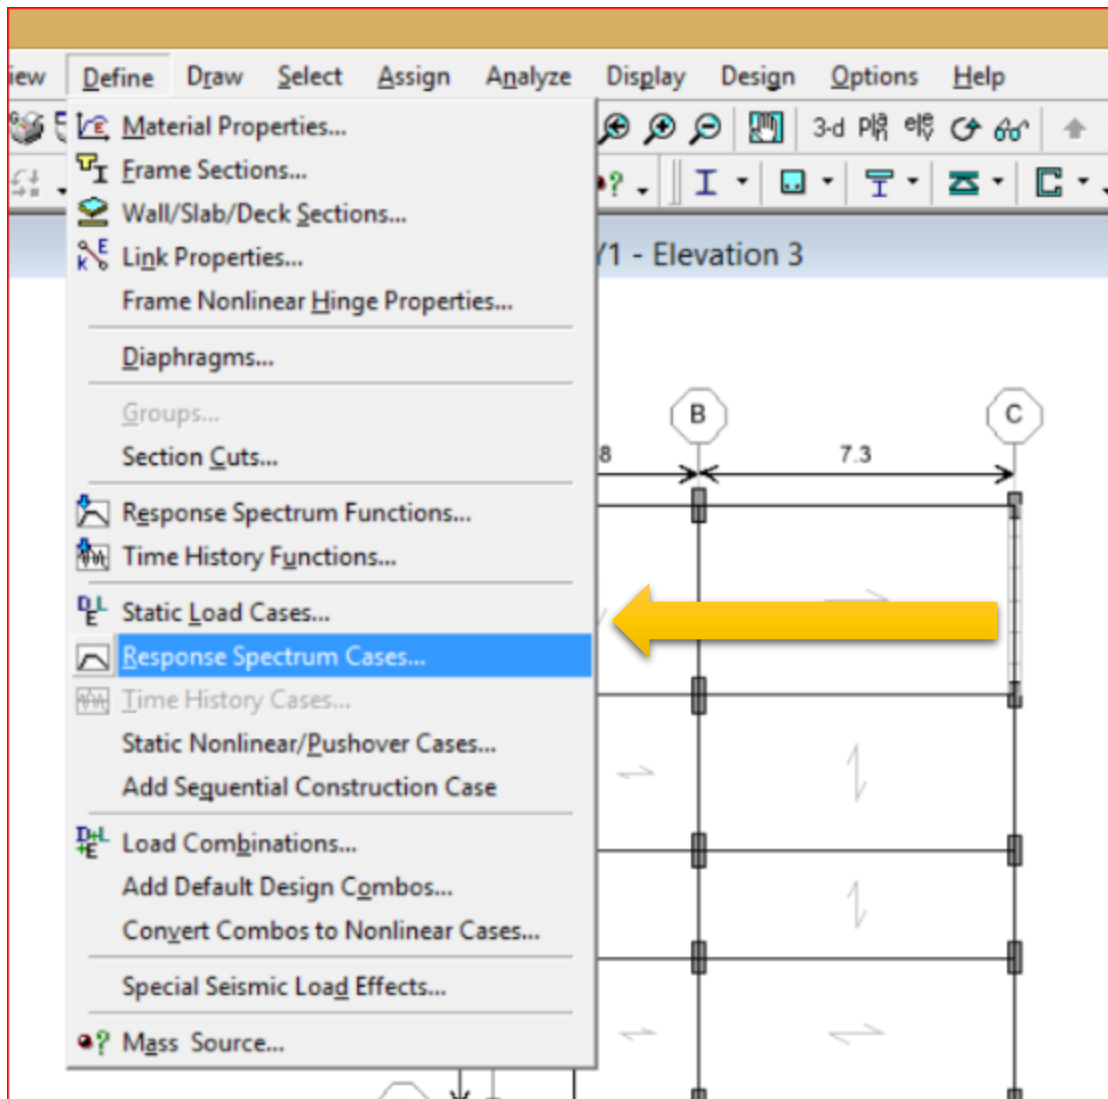 iew Define Draw Select Assign Analyze Display Design Options Help
Material Properties...
3-d
Frame Sections...
Wall/Slab/Deck Sections...
Link Properties...
Y1 - Elevation 3
Frame Nonlinear Hinge Properties...
Diaphragms...
Groups...
B C
Section Cuts...
8 7.3
Response Spectrum Functions...
Time History Functions...
Static Load Cases...
Response Spectrum Cases...
Time History Cases...
Static Nonlinear/Pushover Cases...
Add Sequential Construction Case
Load Combinations...
Add Default Design Combos...
Convert Combos to Nonlinear Cases...
Special Seismic Load Effects...
Mass Source...